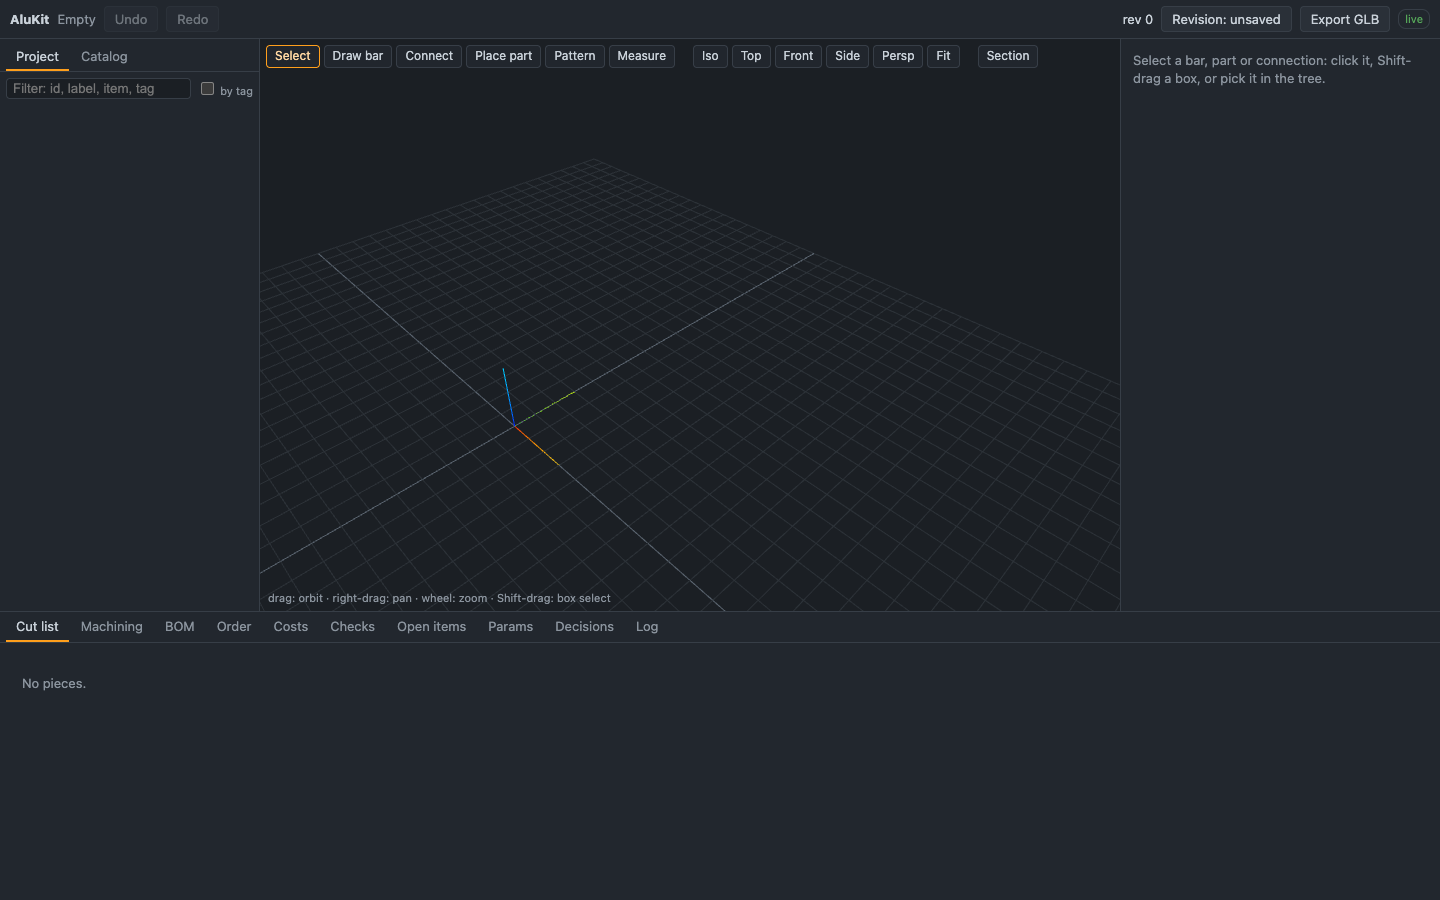 AluKit Empty Undo Redo rev 0 Revision: unsaved Export GLB live
Project Catalog
Filter: id, label, item, tag by tag
Select Draw bar Connect Place part Pattern Measure Iso Top Front Side Persp Fit Section
Select a bar, part or connection: click it, Shift-
drag a box, or pick it in the tree.
drag: orbit · right-drag: pan · wheel: zoom · Shift-drag: box select
Cut list Machining BOM Order Costs Checks Open items Params Decisions Log
No pieces.